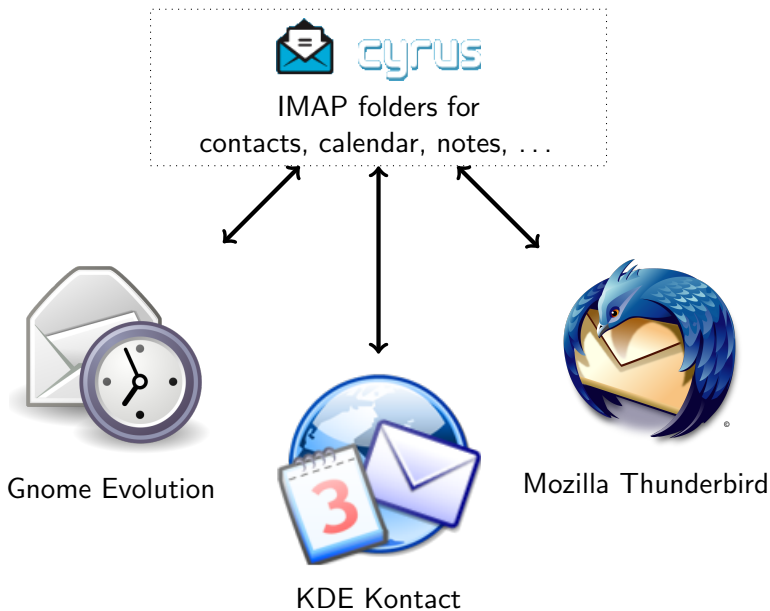 cyrus
IMAP folders for
contacts, calendar, notes, ...
Gnome Evolution
Mozilla Thunderbird
3
©
KDE Kontact